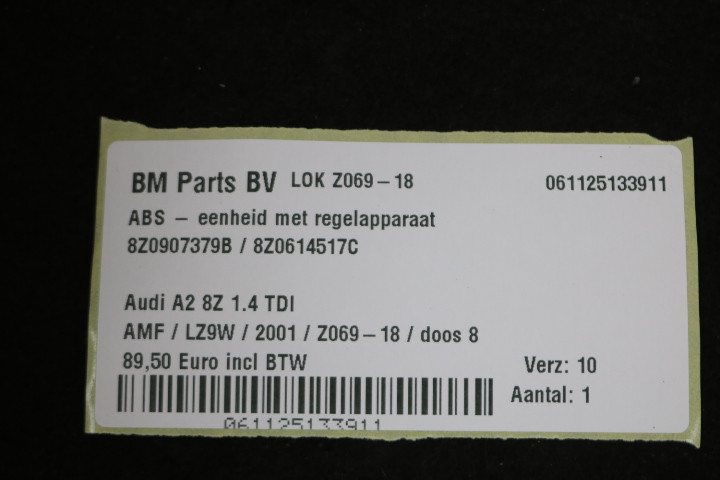 BM Parts BV LOK Z069-18 061125133911
ABS - eenheid met regelapparaat
8Z0907379B / 8Z0614517C
Audi A2 8Z 1.4 TDI
AMF / LZ9W / 2001 / Z069-18 / doos 8
89,50 Euro incl BTW Verz: 10
Aantal: 1
061125133911